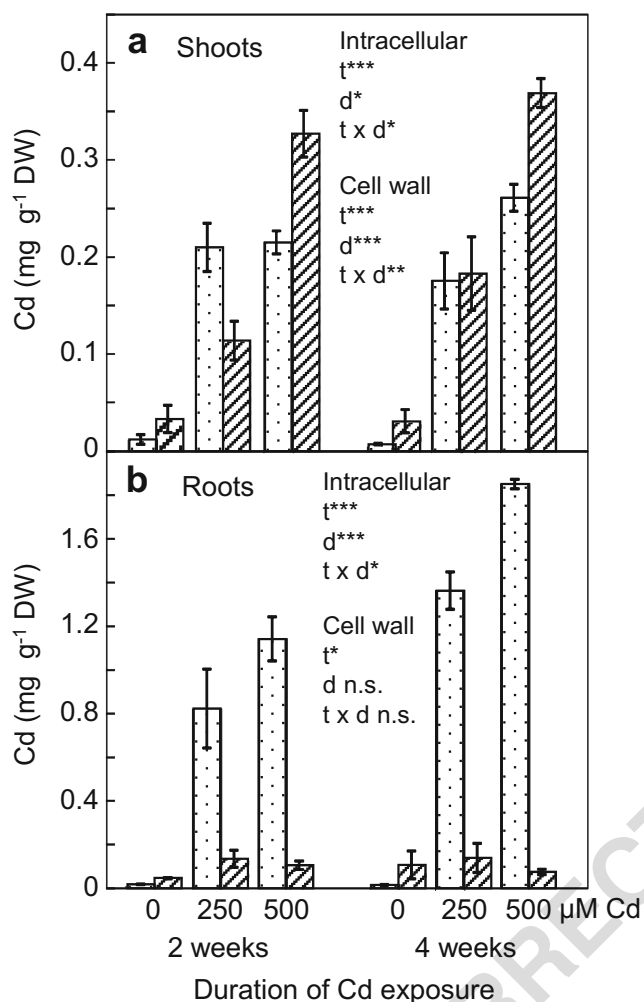 a Shoots
Intracellular
t***
d*
t x d*
Cell wall
t***
d***
t x d**
Cd (mg g⁻¹ DW)
0.4
0.3
0.2
0.1
0
b Roots
Intracellular
t***
d***
t x d*
Cell wall
t*
d n.s.
t x d n.s.
Cd (mg g⁻¹ DW)
1.6
1.2
0.8
0.4
0
0 250 500 0 250 500 µM Cd
2 weeks 4 weeks
Duration of Cd exposure